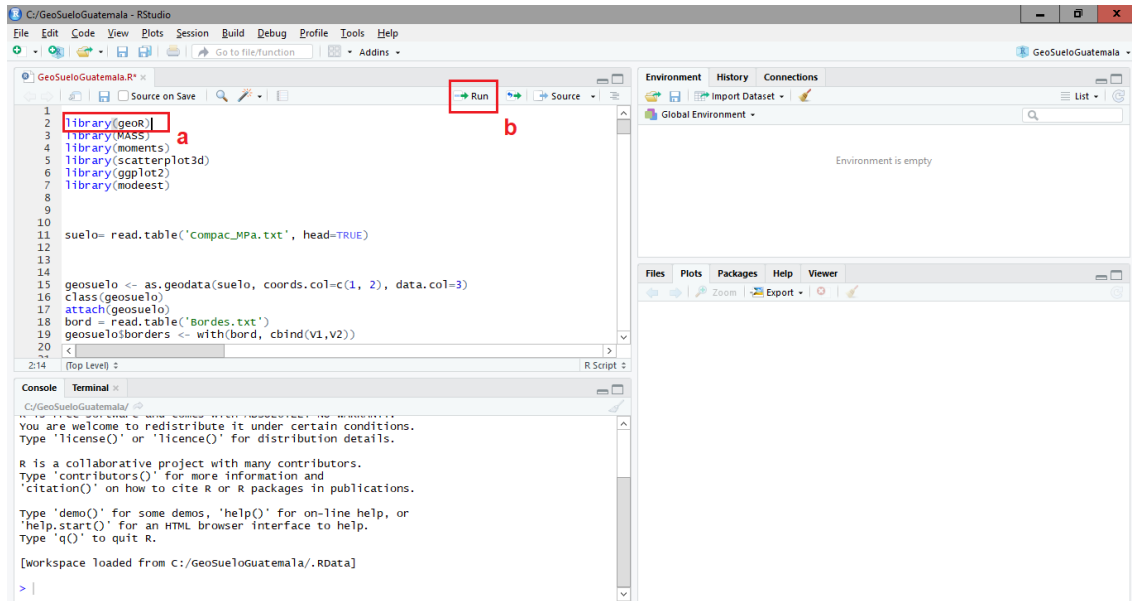 C:/GeoSueloGuatemala - RStudio
File Edit Code View Plots Session Build Debug Profile Tools Help
Go to file/function Addins
GeoSueloGuatemala
GeoSueloGuatemala.R*
Source on Save Run Source
1
2 library(geoR)
a
b
3 library(MASS)
4 library(moments)
5 library(scatterplot3d)
6 library(ggplot2)
7 library(modeest)
8
9
10
11 suelo= read.table('Compac_MPa.txt', head=TRUE)
12
13
14
15 geosuelo <- as.geodata(suelo, coords.col=c(1, 2), data.col=3)
16 class(geosuelo)
17 attach(geosuelo)
18 bord = read.table('Bordes.txt')
19 geosuelo$borders <- with(bord, cbind(V1,V2))
20
2:14 (Top Level) R Script
Console Terminal
C:/GeoSueloGuatemala/
R is free software and comes with ABSOLUTELY NO WARRANTY.
You are welcome to redistribute it under certain conditions.
Type 'license()' or 'licence()' for distribution details.
R is a collaborative project with many contributors.
Type 'contributors()' for more information and
'citation()' on how to cite R or R packages in publications.
Type 'demo()' for some demos, 'help()' for on-line help, or
'help.start()' for an HTML browser interface to help.
Type 'q()' to quit R.
[Workspace loaded from C:/GeoSueloGuatemala/.RData]
>
Environment History Connections
Import Dataset List
Global Environment
Environment is empty
Files Plots Packages Help Viewer
Zoom Export